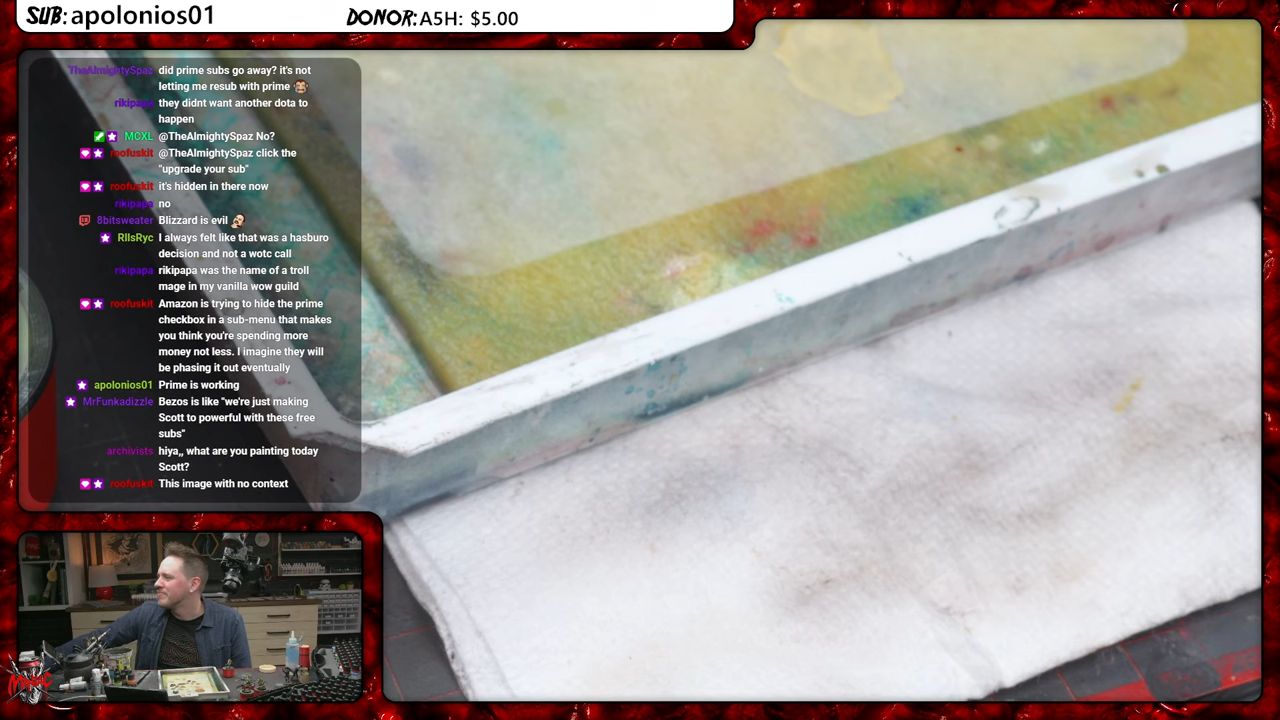 SUB: apolonios01
DONOR: A5H: $5.00
TheAlmightySpaz did prime subs go away? it's not
letting me resub with prime
rikipapa they didnt want another dota to
happen
MCXL @TheAlmightySpaz No?
roofuskit @TheAlmightySpaz click the
"upgrade your sub"
roofuskit it's hidden in there now
rikipapa no
8bitsweater Blizzard is evil
RllsRyc I always felt like that was a hasburo
decision and not a wotc call
rikipapa rikipapa was the name of a troll
mage in my vanilla wow guild
roofuskit Amazon is trying to hide the prime
checkbox in a sub-menu that makes
you think you're spending more
money not less. I imagine they will
be phasing it out eventually
apolonios01 Prime is working
MrFunkadizzle Bezos is like "we're just making
Scott to powerful with these free
subs"
archivists hiya,, what are you painting today
Scott?
roofuskit This image with no context